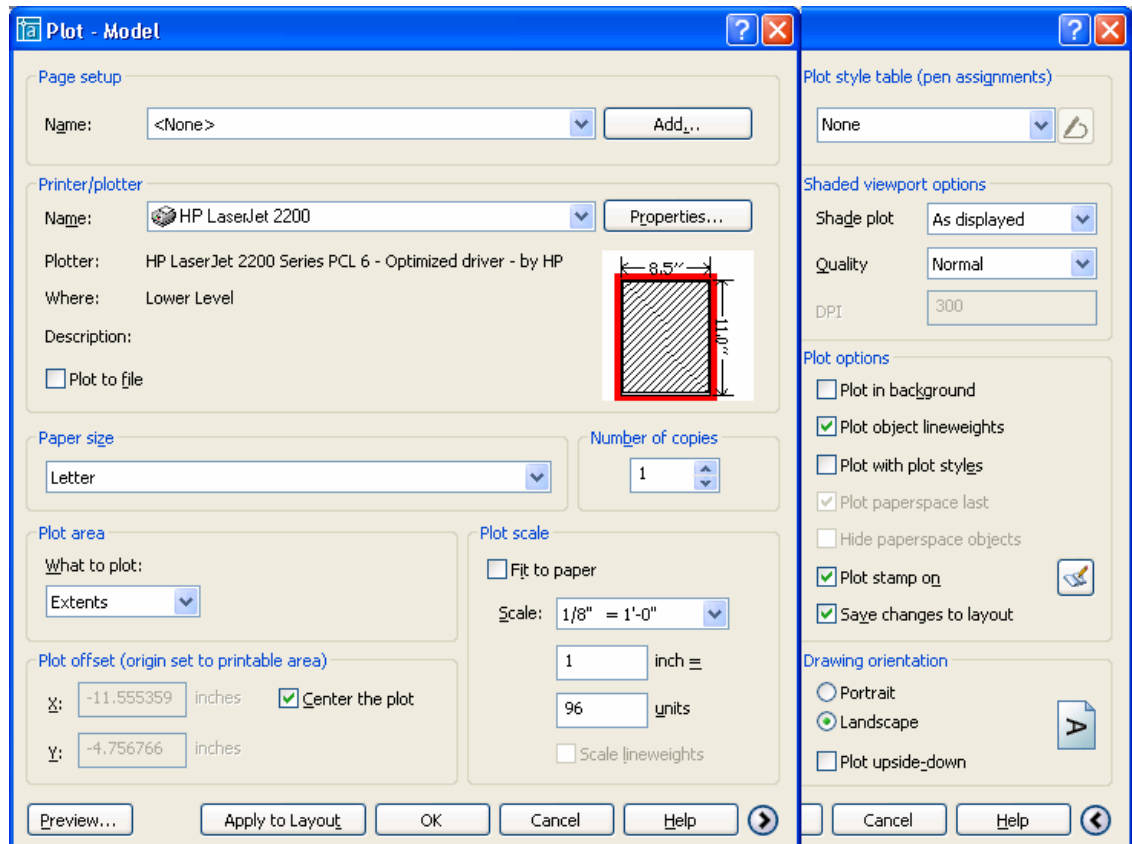 Plot - Model
Page setup
Name: <None> Add...
Printer/plotter
Name: HP LaserJet 2200 Properties...
Plotter: HP LaserJet 2200 Series PCL 6 - Optimized driver - by HP
Where: Lower Level
Description:
Plot to file
8.5″
11.0″
Paper size
Letter
Number of copies
1
Plot area
What to plot:
Extents
Plot scale
Fit to paper
Scale: 1/8" = 1'-0"
1 inch =
96 units
Scale lineweights
Plot offset (origin set to printable area)
X: -11.555359 inches Center the plot
Y: -4.756766 inches
Preview... Apply to Layout OK Cancel Help
Plot style table (pen assignments)
None
Shaded viewport options
Shade plot As displayed
Quality Normal
DPI 300
Plot options
Plot in background
Plot object lineweights
Plot with plot styles
Plot paperspace last
Hide paperspace objects
Plot stamp on
Save changes to layout
Drawing orientation
Portrait
Landscape
A
Plot upside-down
Cancel Help